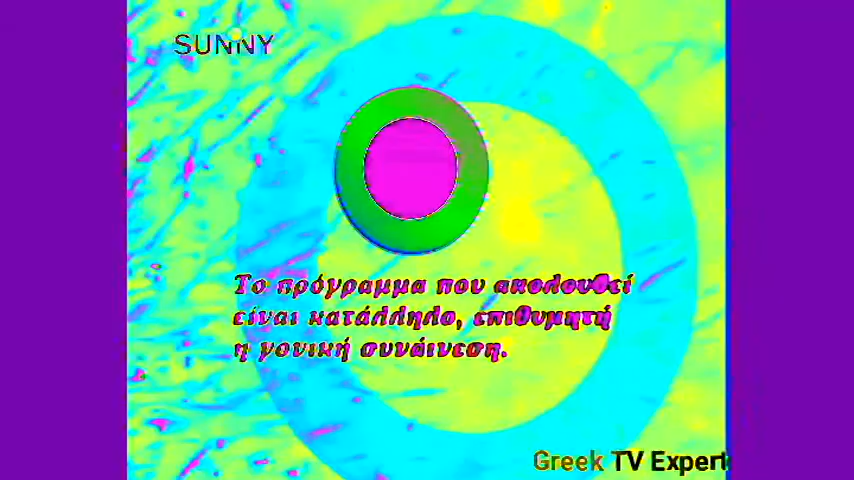 SUNNY
Το πρόγραμμα που ακολουθεί
είναι κατάλληλο, επιθυμητή
η γονική συναίνεση.
Greek TV Expert